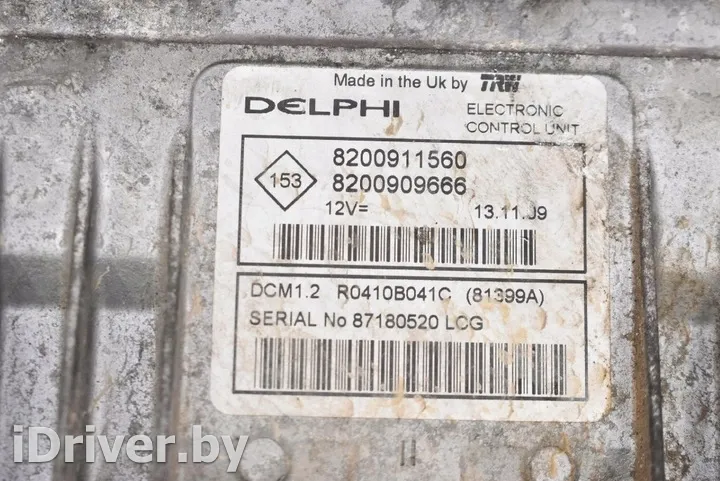 Made in the Uk by TRW
DELPHI
ELECTRONIC
CONTROL UNIT
8200911560
153
8200909666
12V=
13.11.09
DCM1.2 R0410B041C (81399A)
SERIAL No 87180520 LCG
iDriver.by